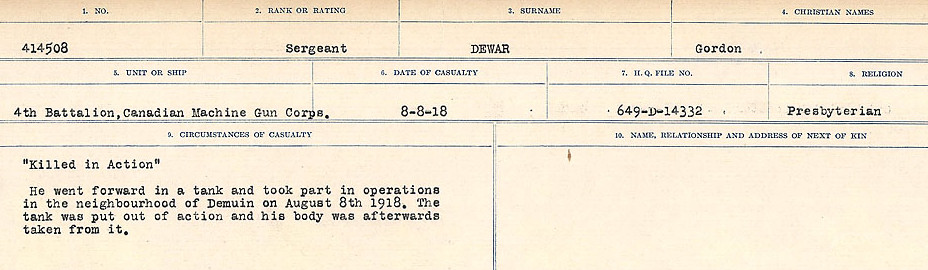 1. NO. 2. RANK OR RATING 3. SURNAME 4. CHRISTIAN NAMES
414508 Sergeant DEWAR Gordon .
5. UNIT OR SHIP 6. DATE OF CASUALTY 7. H. Q. FILE NO. 8. RELIGION
4th Battalion,Canadian Machine Gun Corps. 8-8-18 649-D-14332 Presbyterian
9. CIRCUMSTANCES OF CASUALTY 10. NAME, RELATIONSHIP AND ADDRESS OF NEXT OF KIN
"Killed in Action"
He went forward in a tank and took part in operations
in the neighbourhood of Demuin on August 8th 1918. The
tank was put out of action and his body was afterwards
taken from it.